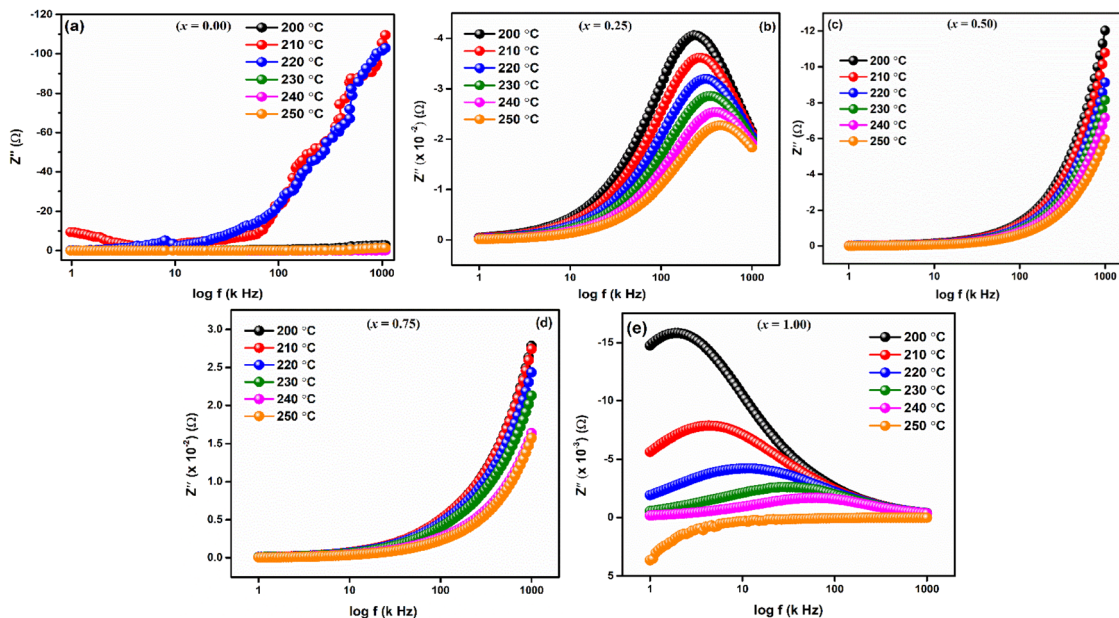 (a)
(x = 0.00)
200 °C
210 °C
220 °C
230 °C
240 °C
250 °C
-120
-100
-80
-60
-40
-20
0
1
10
100
1000
Z'' (Ω)
log f (k Hz)
(x = 0.25)
(b)
200 °C
210 °C
220 °C
230 °C
240 °C
250 °C
-4
-3
-2
-1
0
1
10
100
1000
Z'' (x 10⁻²) (Ω)
log f (k Hz)
(c)
(x = 0.50)
200 °C
210 °C
220 °C
230 °C
240 °C
250 °C
-12
-10
-8
-6
-4
-2
0
1
10
100
1000
Z'' (Ω)
log f (k Hz)
(x = 0.75)
(d)
200 °C
210 °C
220 °C
230 °C
240 °C
250 °C
3.0
2.5
2.0
1.5
1.0
0.5
0.0
1
10
100
1000
Z'' (x 10⁻²) (Ω)
log f (k Hz)
(e)
(x = 1.00)
200 °C
210 °C
220 °C
230 °C
240 °C
250 °C
-15
-10
-5
0
5
1
10
100
1000
Z'' (x 10⁻³) (Ω)
log f (k Hz)